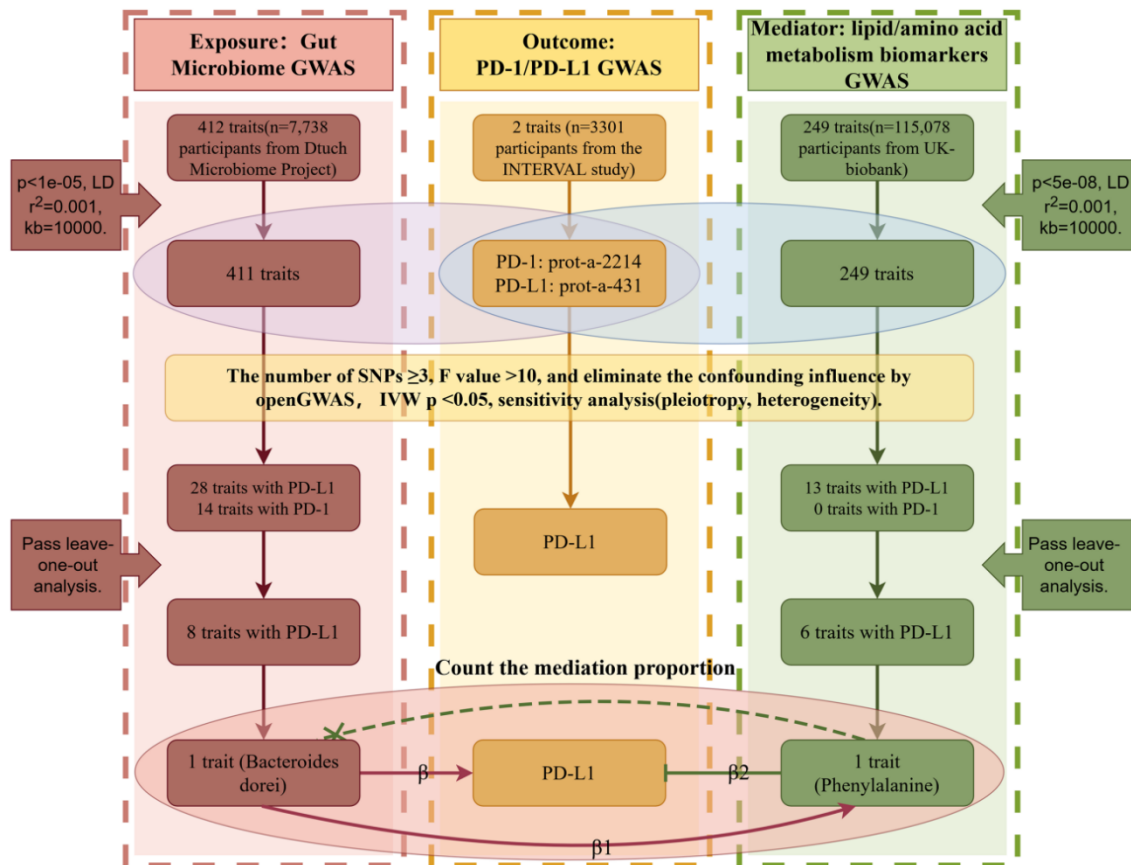 Exposure: Gut
Microbiome GWAS
Outcome:
PD-1/PD-L1 GWAS
Mediator: lipid/amino acid
metabolism biomarkers
GWAS
412 traits(n=7,738
participants from Dtuch
Microbiome Project)
2 traits (n=3301
participants from the
INTERVAL study)
249 traits(n=115,078
participants from UK-
biobank)
p<1e-05, LD
r²=0.001,
kb=10000.
p<5e-08, LD
r²=0.001,
kb=10000.
411 traits
PD-1: prot-a-2214
PD-L1: prot-a-431
249 traits
The number of SNPs ≥3, F value >10, and eliminate the confounding influence by
openGWAS, IVW p <0.05, sensitivity analysis(pleiotropy, heterogeneity).
28 traits with PD-L1
14 traits with PD-1
PD-L1
13 traits with PD-L1
0 traits with PD-1
Pass leave-
one-out
analysis.
Pass leave-
one-out
analysis.
8 traits with PD-L1
6 traits with PD-L1
Count the mediation proportion
1 trait (Bacteroides
dorei)
β
PD-L1
β2
1 trait
(Phenylalanine)
β1